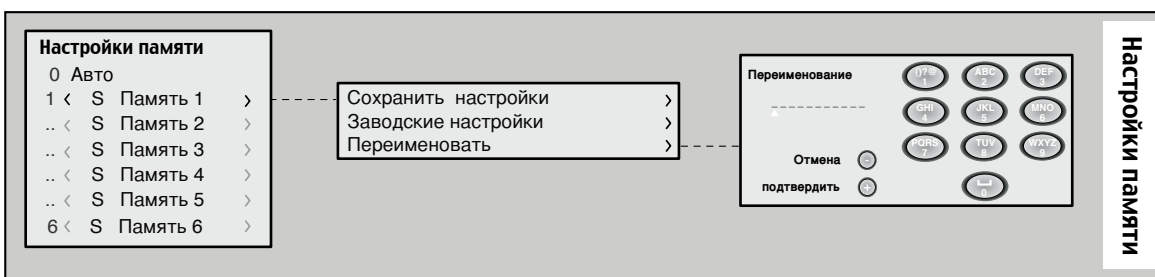 Настройки памяти
0 Авто
1 ‹ S Память 1 ›
.. ‹ S Память 2 ›
.. ‹ S Память 3 ›
.. ‹ S Память 4 ›
.. ‹ S Память 5 ›
6 ‹ S Память 6 ›
Сохранить настройки ›
Заводские настройки ›
Переименовать ›
Переименование
()?@ 1
ABC 2
DEF 3
GHI 4
JKL 5
MNO 6
PQRS 7
TUV 8
WXYZ 9
Отмена -
подтвердить +
0
Настройки памяти